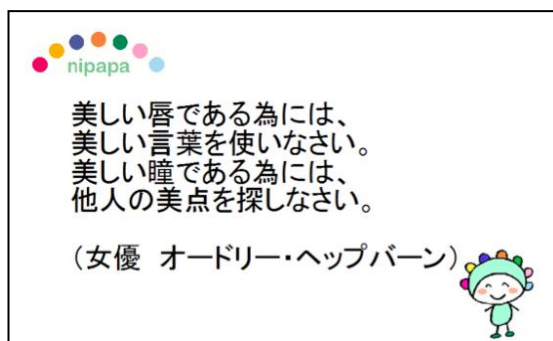 nipapa
美しい唇である為には、
美しい言葉を使いなさい。
美しい瞳である為には、
他人の美点を探しなさい。
（女優　オードリー・ヘップバーン）